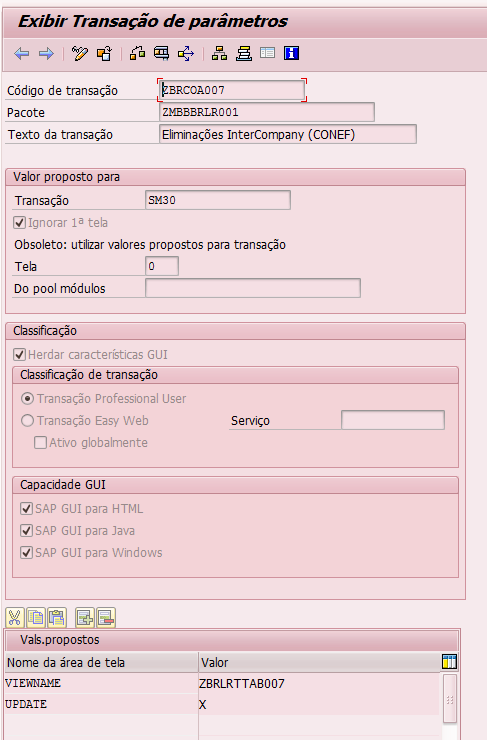 Exibir Transação de parâmetros
Código de transação ZBRCOA007
Pacote ZMBBBRLR001
Texto da transação Eliminações InterCompany (CONEF)
Valor proposto para
Transação SM30
Ignorar 1ª tela
Obsoleto: utilizar valores propostos para transação
Tela 0
Do pool módulos
Classificação
Herdar características GUI
Classificação de transação
Transação Professional User
Transação Easy Web Serviço
Ativo globalmente
Capacidade GUI
SAP GUI para HTML
SAP GUI para Java
SAP GUI para Windows
Vals.propostos
Nome da área de tela Valor
VIEWNAME ZBRLRTTAB007
UPDATE X